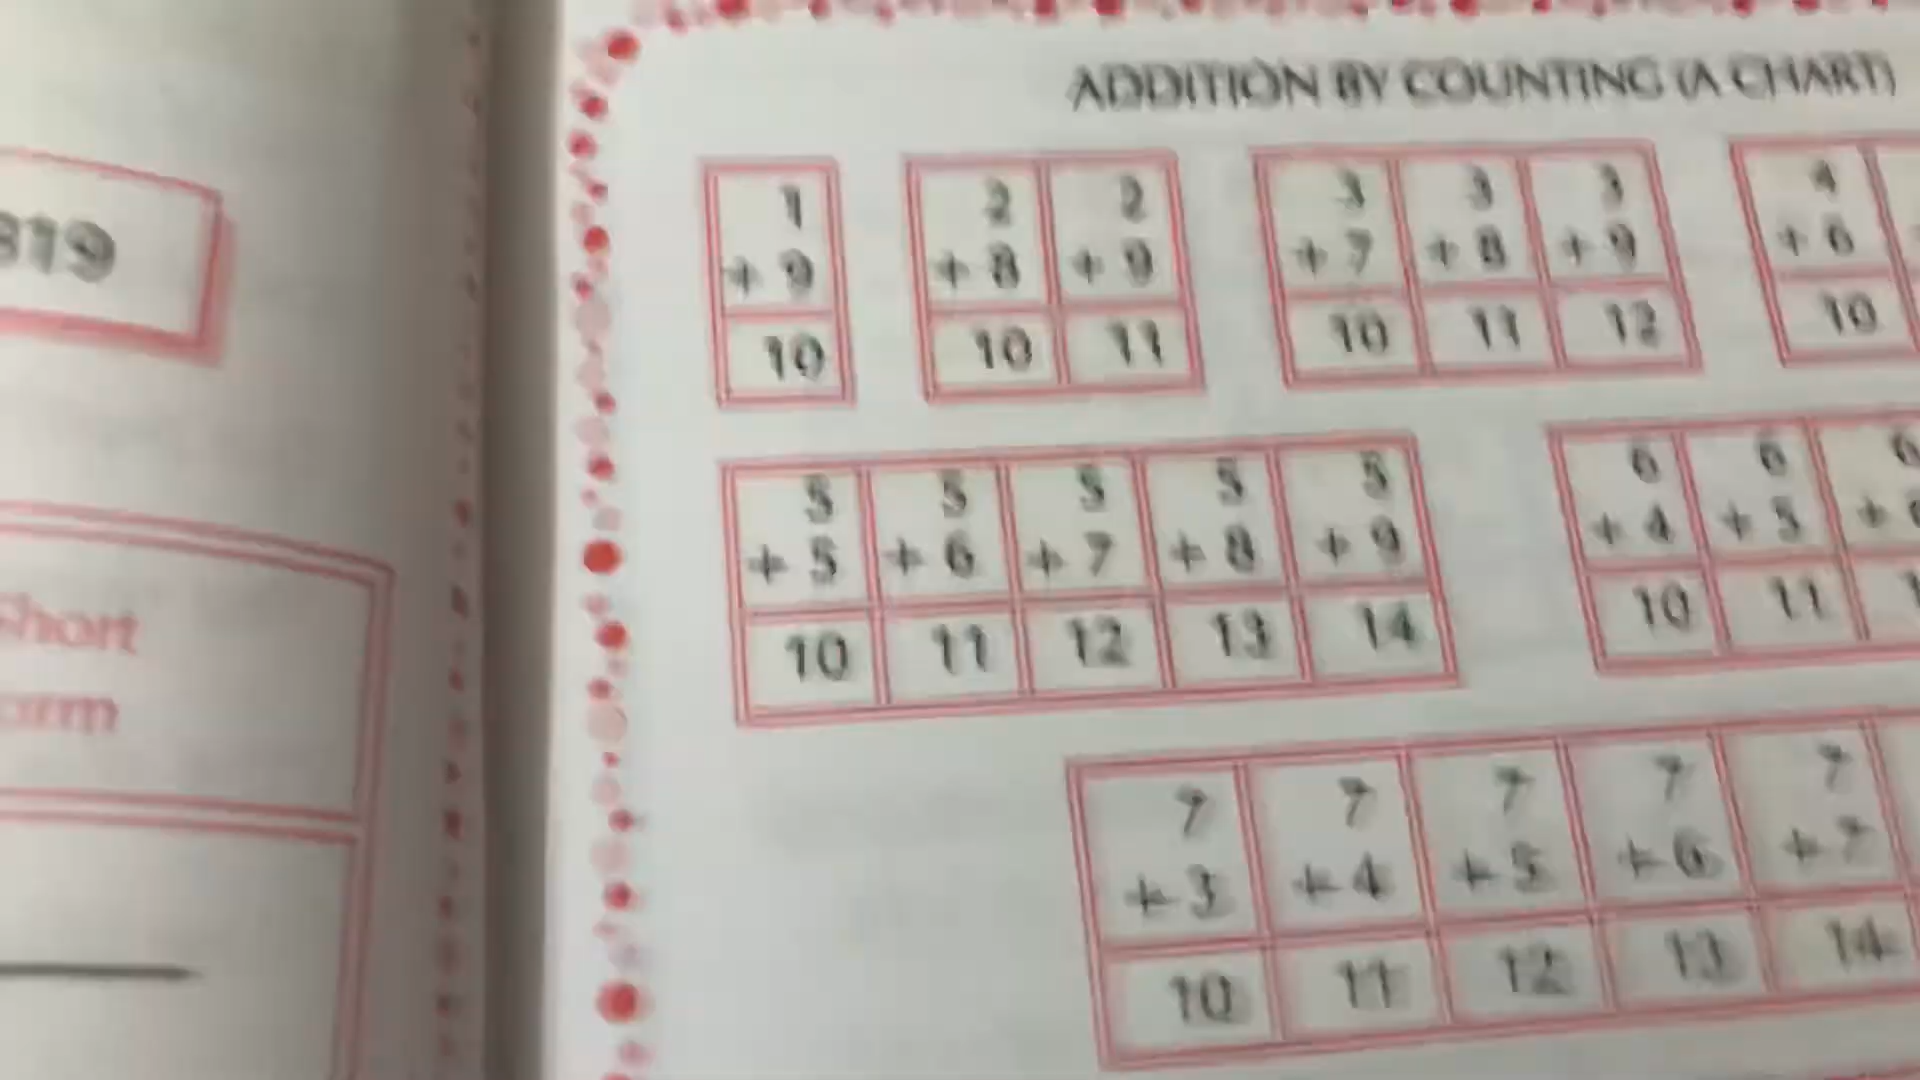 819
Short
ADDITION BY COUNTING (A CHART)
1 2 2 3 3 3 4
+ 9 + 8 + 9 + 7 + 8 + 9 + 6
10 10 11 10 11 12 10
5 5 5 5 5 6 6 6
+ 5 + 6 + 7 + 8 + 9 + 4 + 5 +
10 11 12 13 14 10 11
7 7 7 7 7
+ 3 + 4 + 5 + 6 + 7
10 11 12 13 14